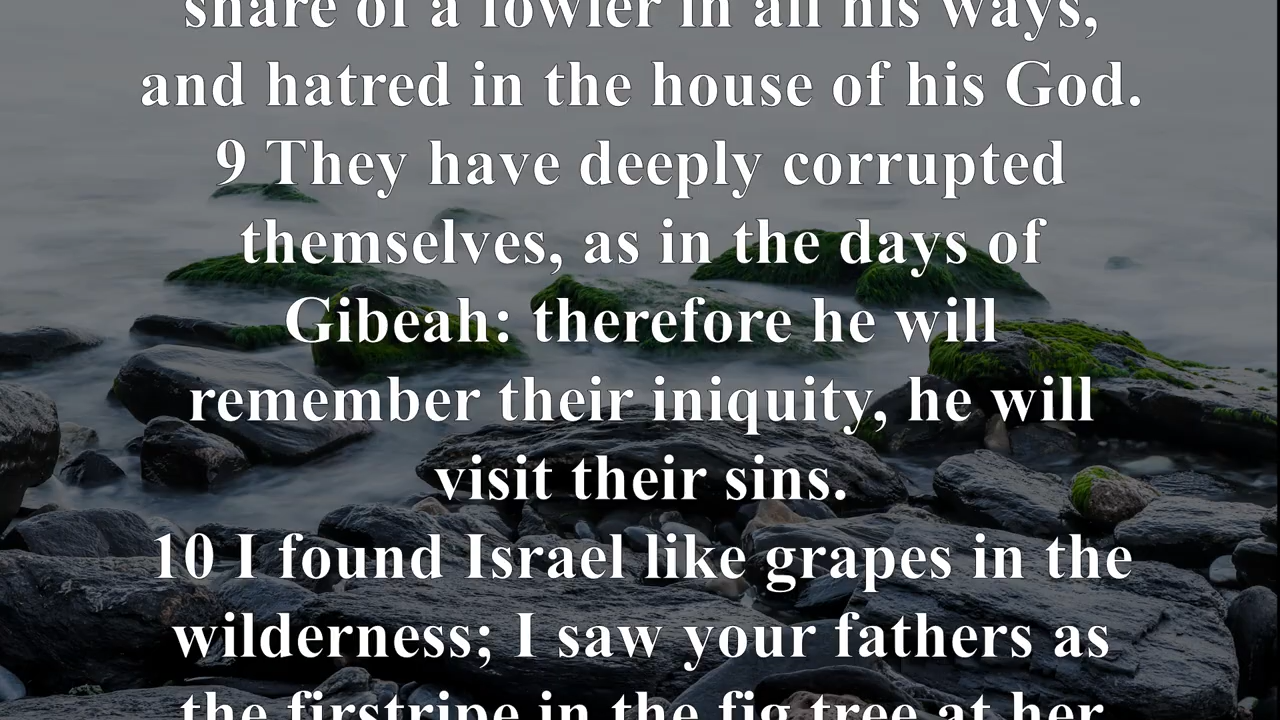 share of a fowler in all his ways,
and hatred in the house of his God.
9 They have deeply corrupted
themselves, as in the days of
Gibeah: therefore he will
remember their iniquity, he will
visit their sins.
10 I found Israel like grapes in the
wilderness; I saw your fathers as
the firstripe in the fig tree at her